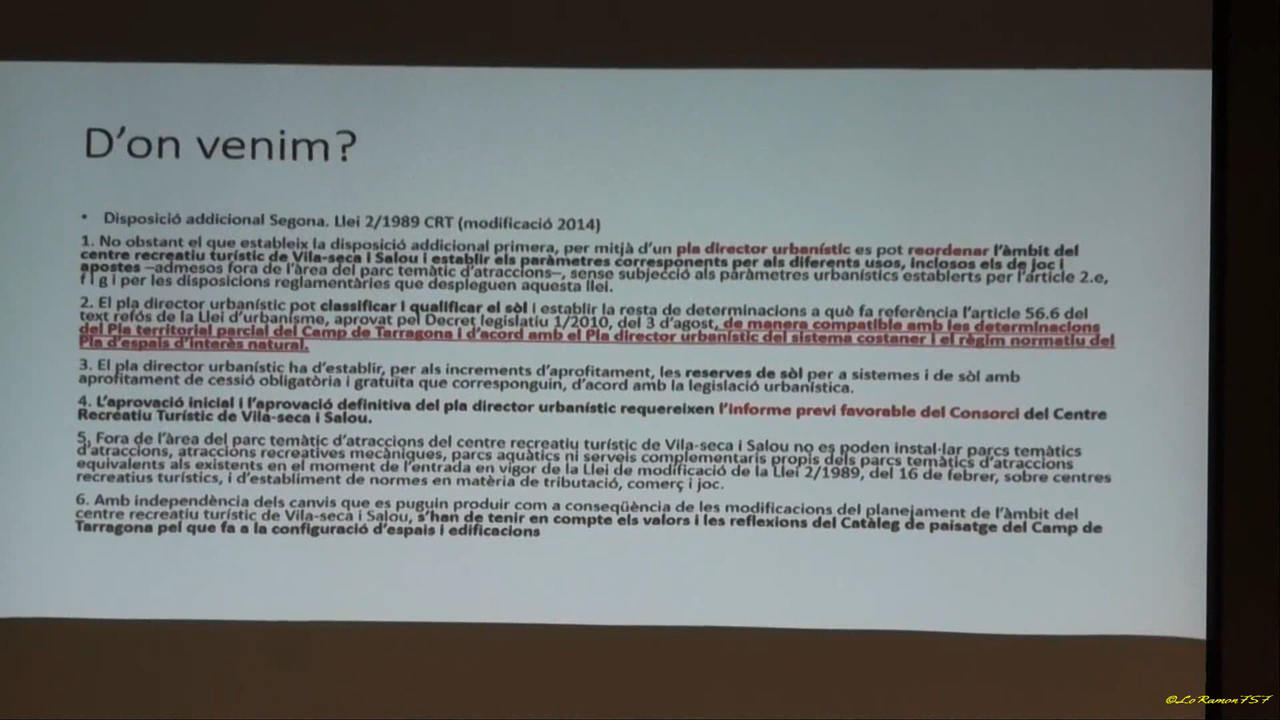 D'on venim?
• Disposició addicional Segona. Llei 2/1989 CRT (modificació 2014)
1. No obstant el que estableix la disposició addicional primera, per mitjà d'un pla director urbanístic es pot reordenar l'àmbit del
centre recreatiu turístic de Vila-seca i Salou i establir els paràmetres corresponents per als diferents usos, inclosos els de joc i
apostes –admesos fora de l'àrea del parc temàtic d'atraccions–, sense subjecció als paràmetres urbanístics establerts per l'article 2.e,
f i g i per les disposicions reglamentàries que despleguen aquesta llei.
2. El pla director urbanístic pot classificar i qualificar el sòl i establir la resta de determinacions a què fa referència l'article 56.6 del
text refós de la Llei d'urbanisme, aprovat pel Decret legislatiu 1/2010, del 3 d'agost, de manera compatible amb les determinacions
del Pla territorial parcial del Camp de Tarragona i d'acord amb el Pla director urbanístic del sistema costaner i el règim normatiu del
Pla d'espais d'interès natural.
3. El pla director urbanístic ha d'establir, per als increments d'aprofitament, les reserves de sòl per a sistemes i de sòl amb
aprofitament de cessió obligatòria i gratuïta que corresponguin, d'acord amb la legislació urbanística.
4. L'aprovació inicial i l'aprovació definitiva del pla director urbanístic requereixen l'informe previ favorable del Consorci del Centre
Recreatiu Turístic de Vila-seca i Salou.
5. Fora de l'àrea del parc temàtic d'atraccions del centre recreatiu turístic de Vila-seca i Salou no es poden instal·lar parcs temàtics
d'atraccions, atraccions recreatives mecàniques, parcs aquàtics ni serveis complementaris propis dels parcs temàtics d'atraccions
equivalents als existents en el moment de l'entrada en vigor de la Llei de modificació de la Llei 2/1989, del 16 de febrer, sobre centres
recreatius turístics, i d'establiment de normes en matèria de tributació, comerç i joc.
6. Amb independència dels canvis que es puguin produir com a conseqüència de les modificacions del planejament de l'àmbit del
centre recreatiu turístic de Vila-seca i Salou, s'han de tenir en compte els valors i les reflexions del Catàleg de paisatge del Camp de
Tarragona pel que fa a la configuració d'espais i edificacions
©LoRamon757